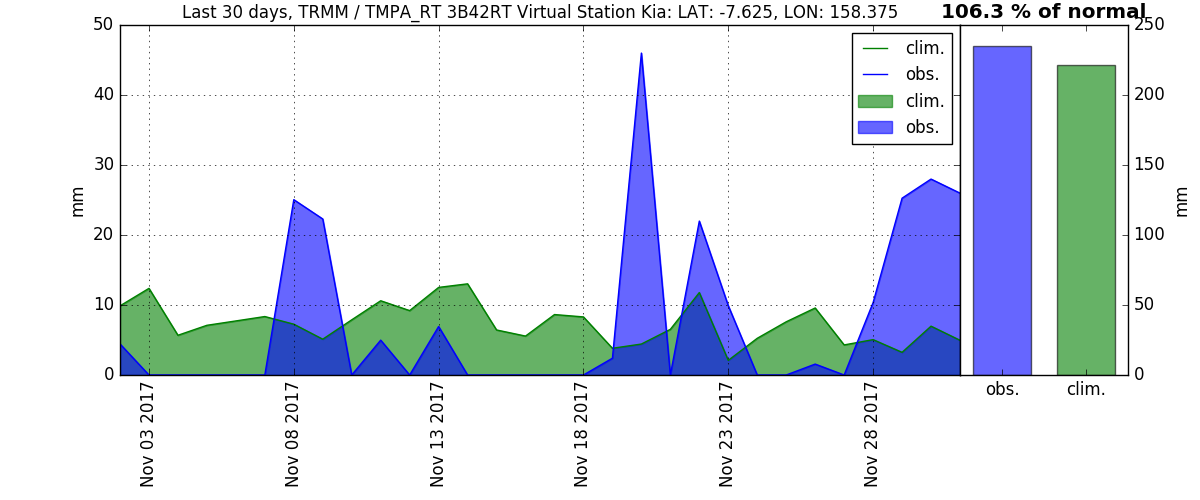 Last 30 days, TRMM / TMPA_RT 3B42RT Virtual Station Kia: LAT: -7.625, LON: 158.375
106.3 % of normal
50
40
30
20
10
0
mm
clim.
obs.
clim.
obs.
250
200
150
100
50
0
mm
Nov 03 2017
Nov 08 2017
Nov 13 2017
Nov 18 2017
Nov 23 2017
Nov 28 2017
obs.
clim.